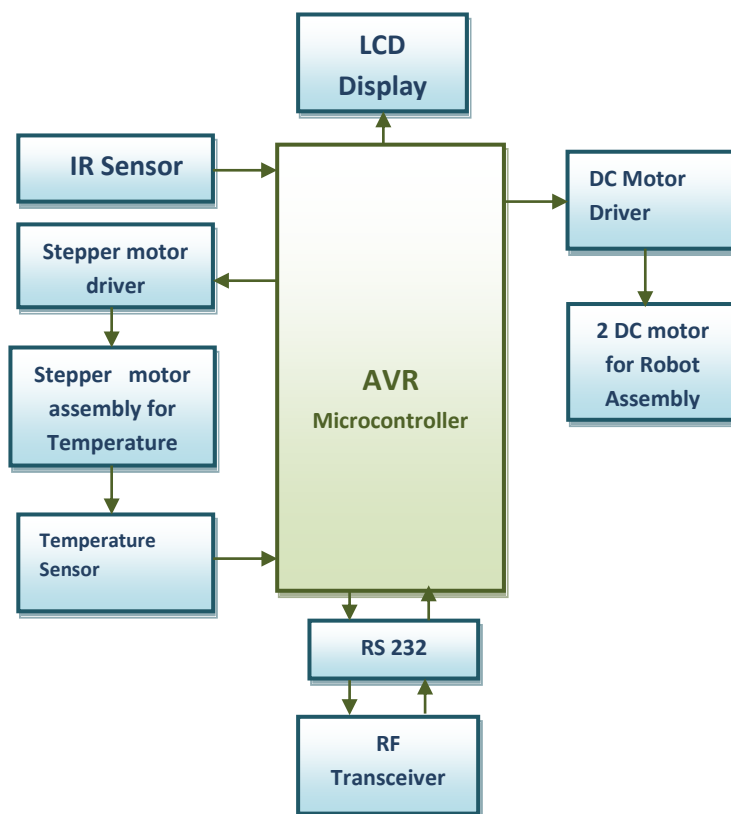 LCD
Display
IR Sensor
DC Motor
Driver
Stepper motor
driver
2 DC motor
for Robot
Assembly
Stepper motor
assembly for
Temperature
AVR
Microcontroller
Temperature
Sensor
RS 232
RF
Transceiver